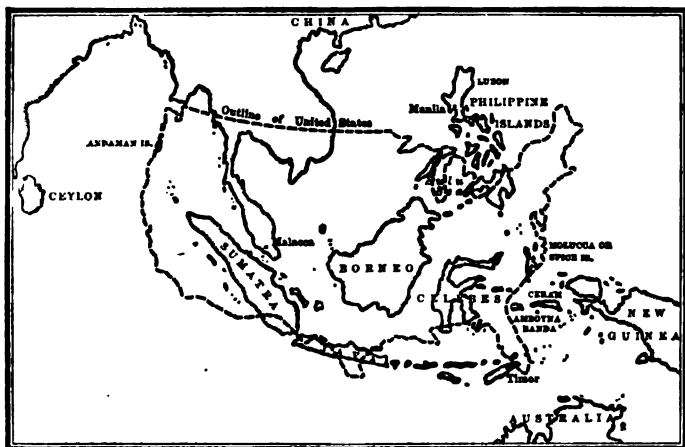 CHINA
LUZON
Manila
PHILIPPINE
ISLANDS
Outline of United States
ANDAMAN IS.
CEYLON
Malacca
SUMATRA
BORNEO
CELEBES
MOLUCCA OR
SPICE IS.
CERAM
AMBOYNA
BANDA
NEW
GUINEA
JAVA
Timor
AUSTRALIA